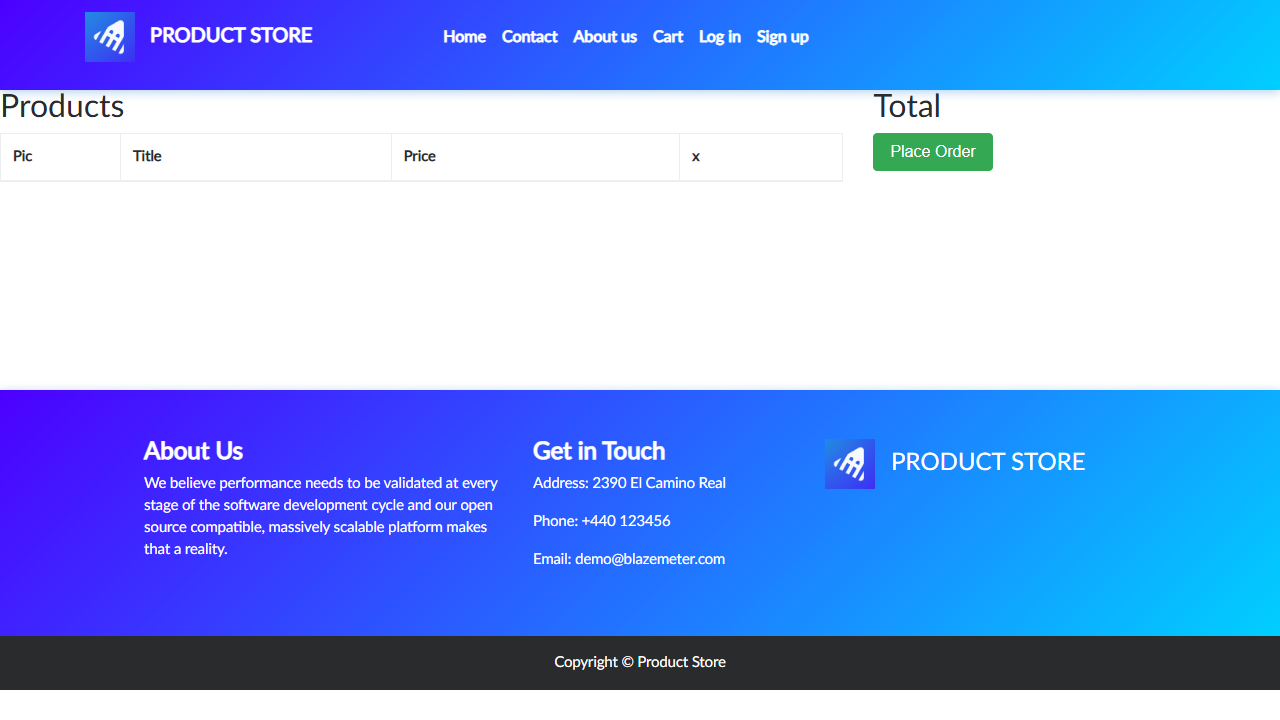 PRODUCT STORE
Home Contact About us Cart Log in Sign up
Products
Total
Pic Title Price x
Place Order
About Us
We believe performance needs to be validated at every
stage of the software development cycle and our open
source compatible, massively scalable platform makes
that a reality.
Get in Touch
Address: 2390 El Camino Real
Phone: +440 123456
Email: demo@blazemeter.com
PRODUCT STORE
Copyright © Product Store